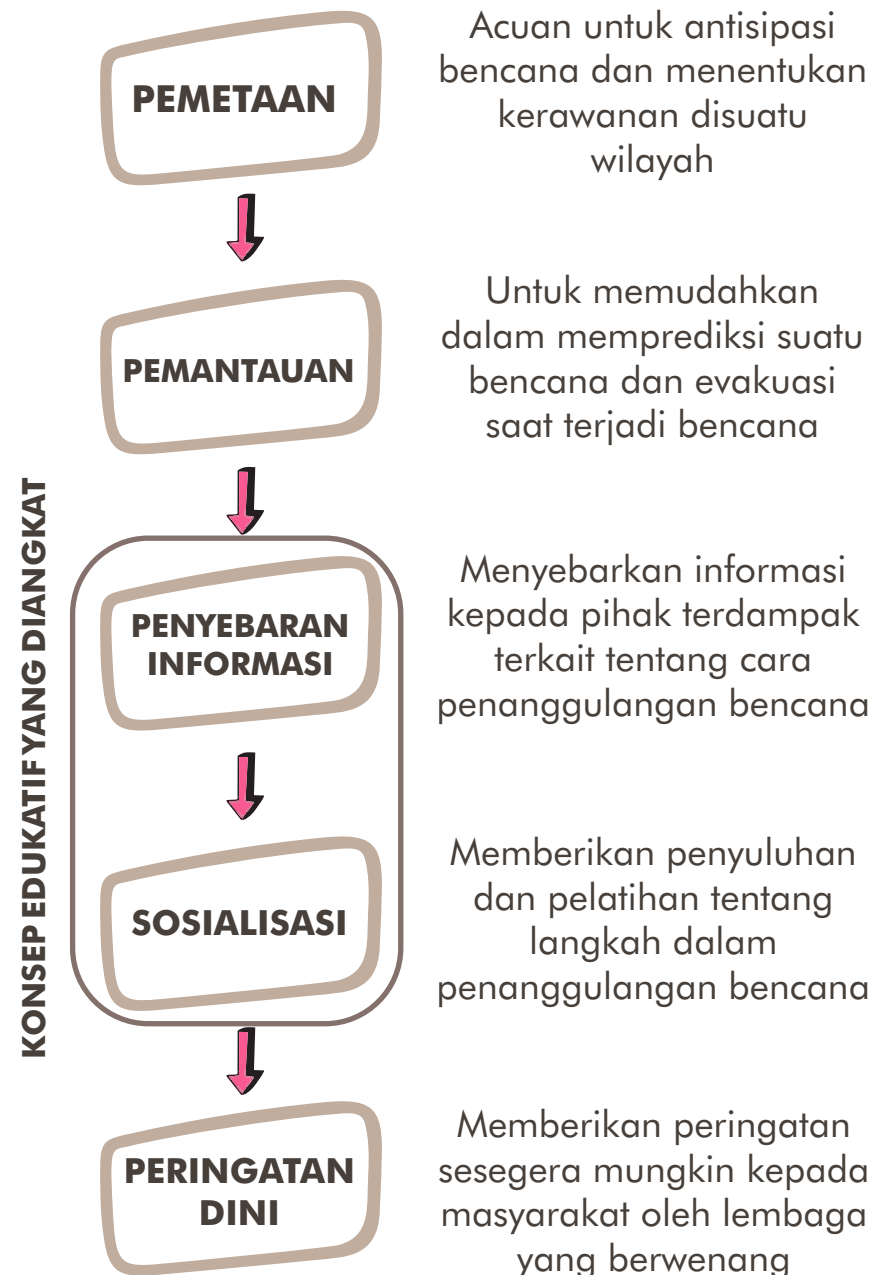 PEMETAAN
Acuan untuk antisipasi
bencana dan menentukan
kerawanan disuatu
wilayah
PEMANTAUAN
Untuk memudahkan
dalam memprediksi suatu
bencana dan evakuasi
saat terjadi bencana
KONSEP EDUKATIF YANG DIANGKAT
PENYEBARAN
INFORMASI
Menyebarkan informasi
kepada pihak terdampak
terkait tentang cara
penanggulangan bencana
SOSIALISASI
Memberikan penyuluhan
dan pelatihan tentang
langkah dalam
penanggulangan bencana
PERINGATAN
DINI
Memberikan peringatan
sesegera mungkin kepada
masyarakat oleh lembaga
yang berwenang